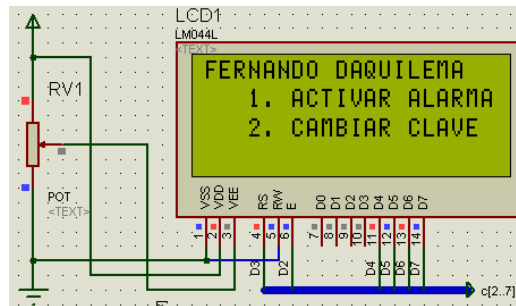 LCD1
LM044L
<TEXT>
FERNANDO DAQUILEMA
1. ACTIVAR ALARMA
2. CAMBIAR CLAVE
RV1
POT
<TEXT>
VSS VDD VEE RS RW E D0 D1 D2 D3 D4 D5 D6 D7
1 2 3 4 5 6 7 8 9 10 11 12 13 14
D3 D2 D4 D5 D6 D7
c[2..7]